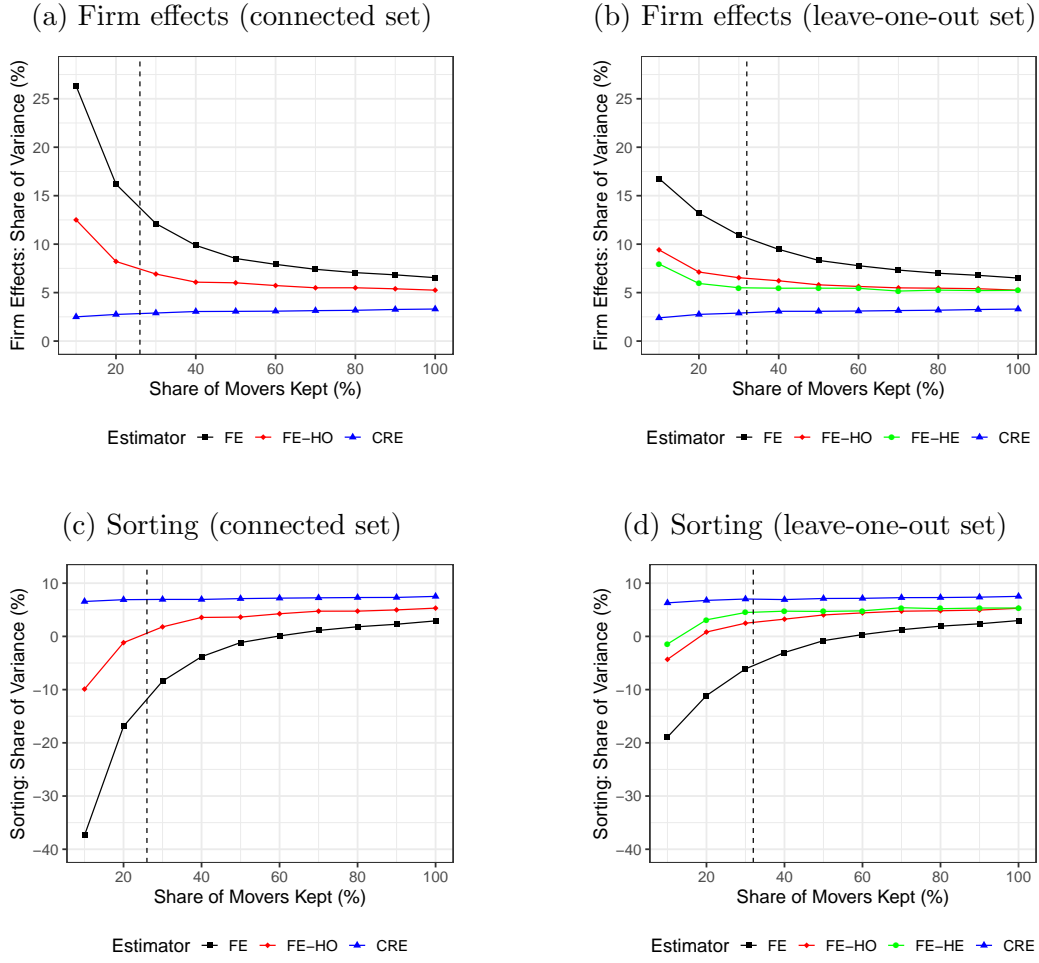 (a) Firm effects (connected set)
Firm Effects: Share of Variance (%)
25
20
15
10
5
0
20 40 60 80 100
Share of Movers Kept (%)
Estimator FE FE−HO CRE
(b) Firm effects (leave-one-out set)
Firm Effects: Share of Variance (%)
25
20
15
10
5
0
20 40 60 80 100
Share of Movers Kept (%)
Estimator FE FE−HO FE−HE CRE
(c) Sorting (connected set)
Sorting: Share of Variance (%)
10
0
−10
−20
−30
−40
20 40 60 80 100
Share of Movers Kept (%)
Estimator FE FE−HO CRE
(d) Sorting (leave-one-out set)
Sorting: Share of Variance (%)
10
0
−10
−20
−30
−40
20 40 60 80 100
Share of Movers Kept (%)
Estimator FE FE−HO FE−HE CRE